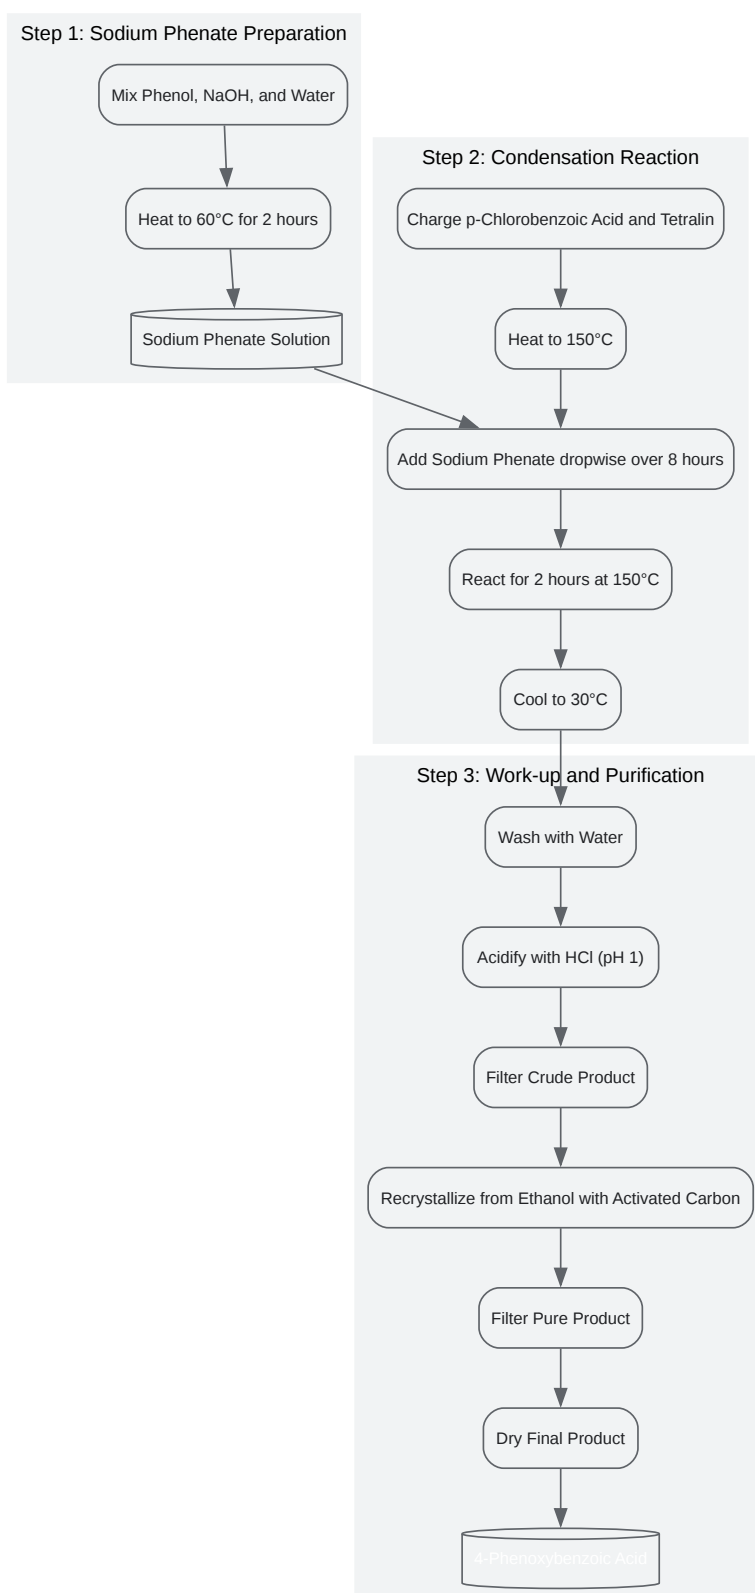 Step 1: Sodium Phenate Preparation
Mix Phenol, NaOH, and Water
Heat to 60°C for 2 hours
Sodium Phenate Solution
Step 2: Condensation Reaction
Charge p-Chlorobenzoic Acid and Tetralin
Heat to 150°C
Add Sodium Phenate dropwise over 8 hours
React for 2 hours at 150°C
Cool to 30°C
Step 3: Work-up and Purification
Wash with Water
Acidify with HCl (pH 1)
Filter Crude Product
Recrystallize from Ethanol with Activated Carbon
Filter Pure Product
Dry Final Product
4-Phenoxybenzoic Acid